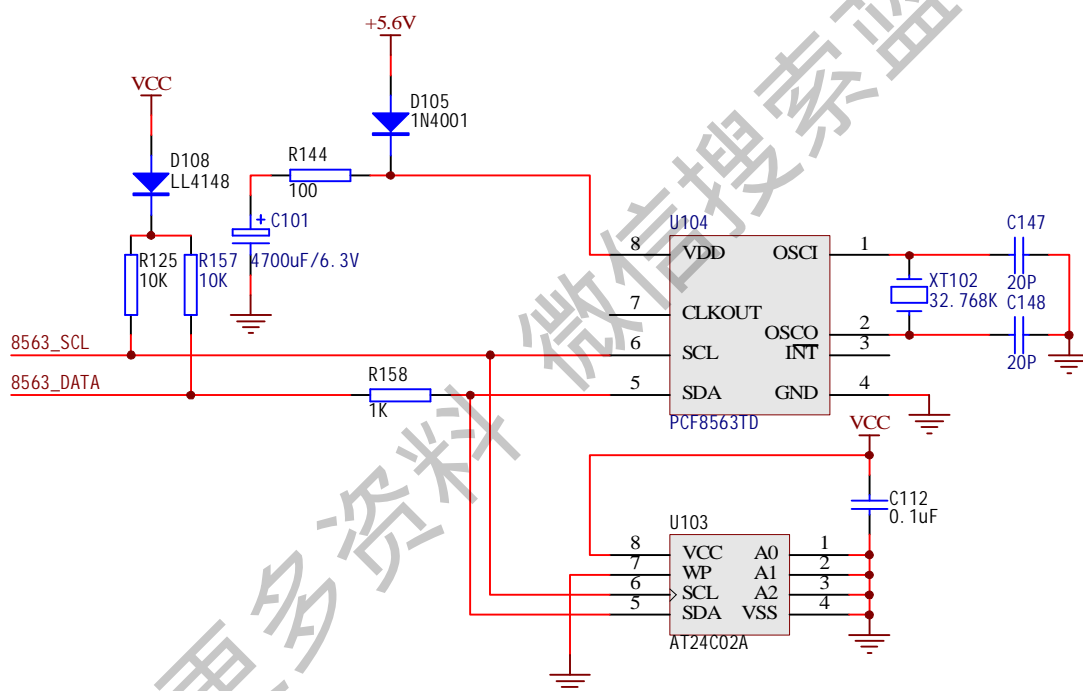 +5.6V
VCC
D105
1N4001
D108
LL4148
R144
100
+
C101
4700uF/6.3V
R125
10K
R157
10K
U104
8
VDD
OSCI
1
7
CLKOUT
OSCO
2
6
SCL
INT
3
5
SDA
GND
4
PCF8563TD
C147
20P
XT102
32.768K
C148
20P
8563_SCL
8563_DATA
R158
1K
VCC
C112
0.1uF
U103
8
VCC
A0
1
7
WP
A1
2
6
SCL
A2
3
5
SDA
VSS
4
AT24C02A
更多资料 微信搜索蓝